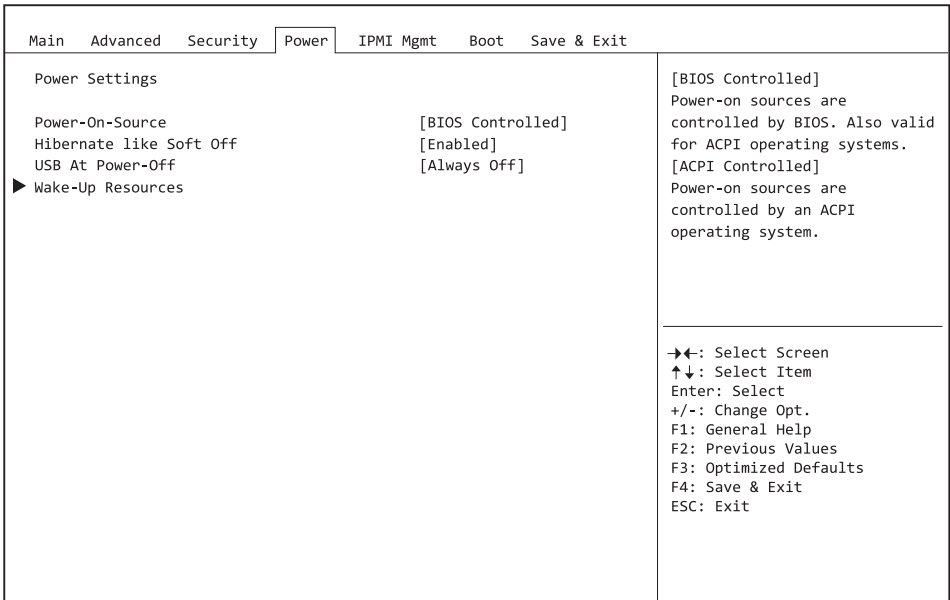 Main Advanced Security Power IPMI Mgmt Boot Save & Exit
Power Settings
Power-On-Source [BIOS Controlled]
Hibernate like Soft Off [Enabled]
USB At Power-Off [Always Off]
▶ Wake-Up Resources
[BIOS Controlled]
Power-on sources are
controlled by BIOS. Also valid
for ACPI operating systems.
[ACPI Controlled]
Power-on sources are
controlled by an ACPI
operating system.
→←: Select Screen
↑↓: Select Item
Enter: Select
+/-: Change Opt.
F1: General Help
F2: Previous Values
F3: Optimized Defaults
F4: Save & Exit
ESC: Exit